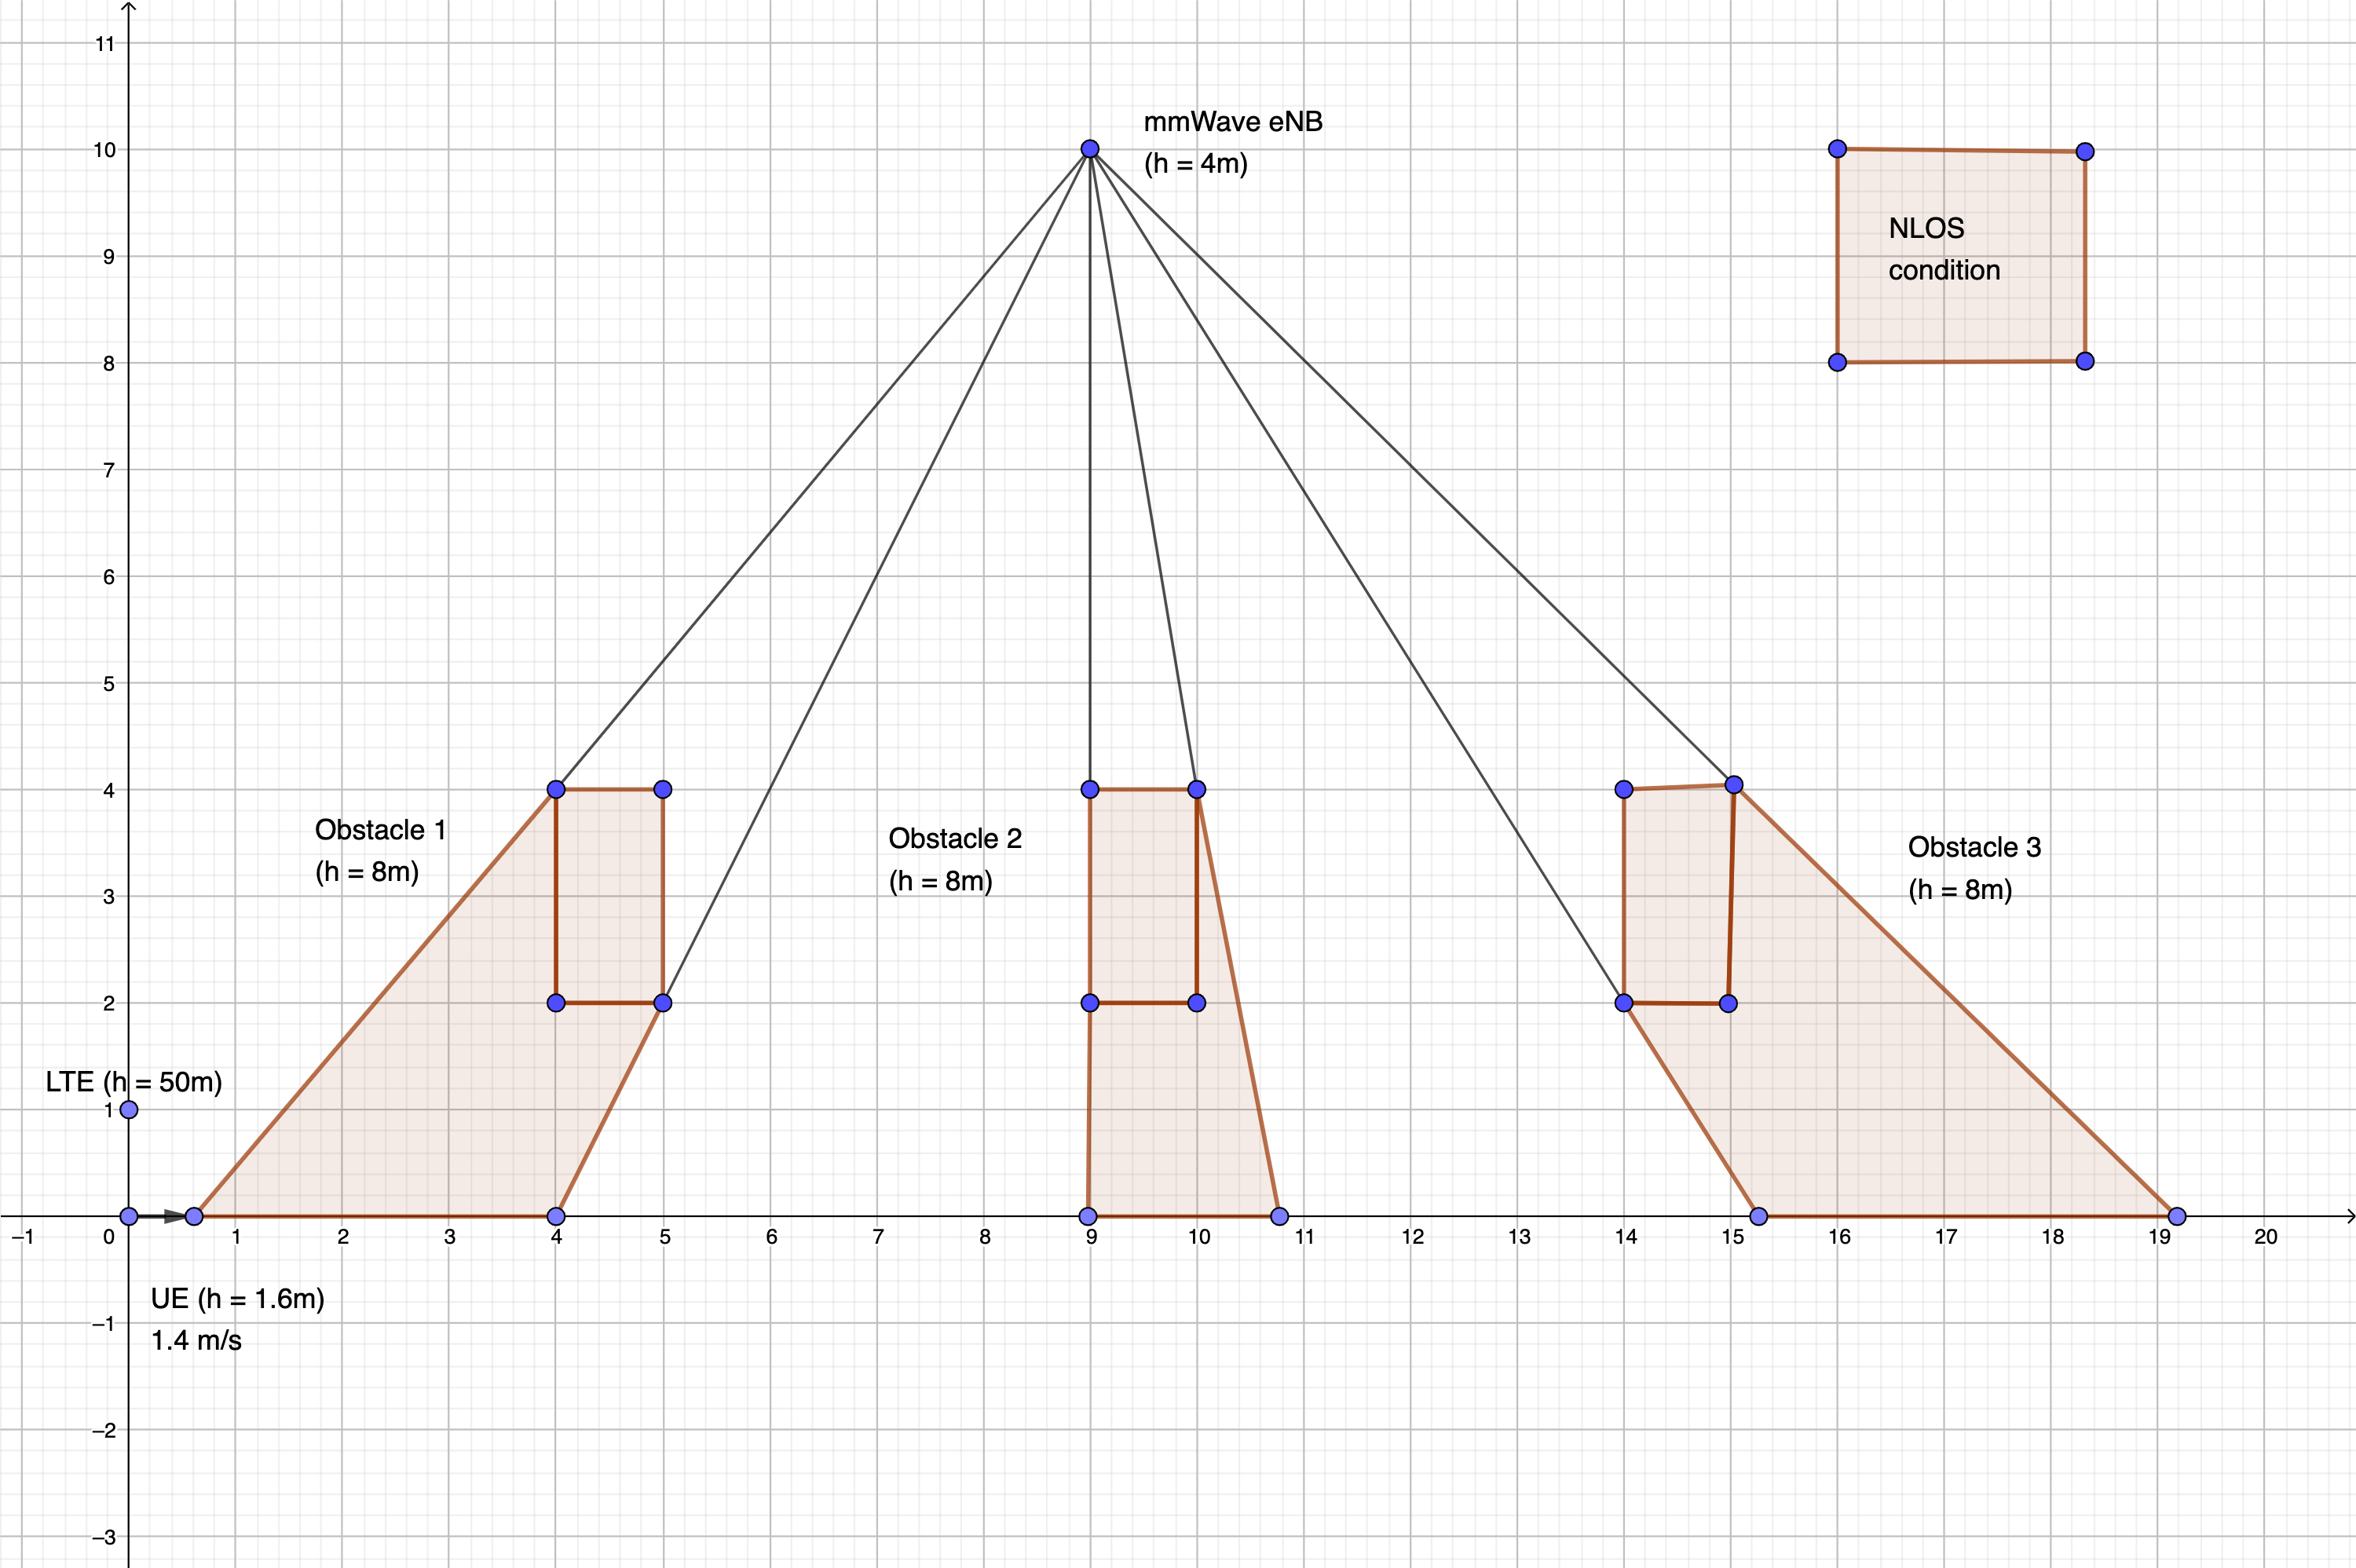 11
mmWave eNB
10
(h = 4m)
NLOS
9
condition
8
7
6
5
4
Obstacle 1
(h = 8m)
Obstacle 2
(h = 8m)
Obstacle 3
(h = 8m)
3
2
LTE (h = 50m)
1
–1 0 1 2 3 4 5 6 7 8 9 10 11 12 13 14 15 16 17 18 19 20
UE (h = 1.6m)
1.4 m/s
–1
–2
–3